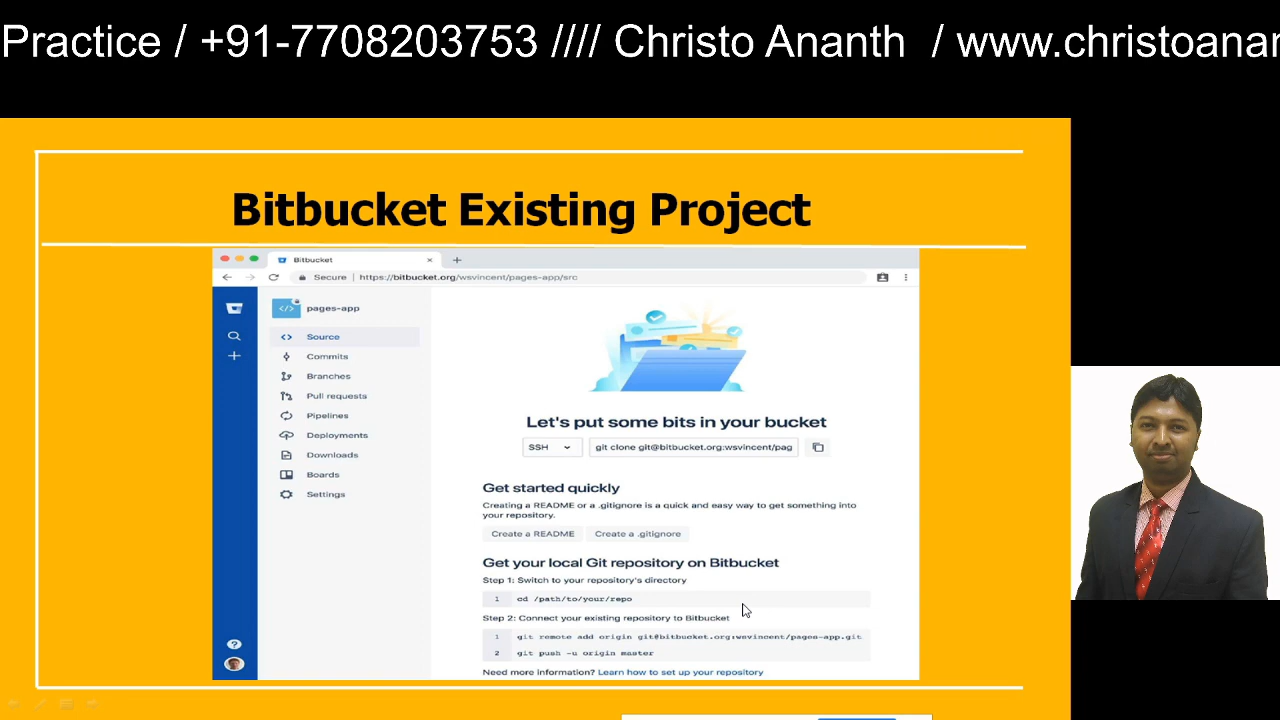 Practice / +91-7708203753 //// Christo Ananth / www.christoanan
Bitbucket Existing Project
Bitbucket
Secure | https://bitbucket.org/wsvincent/pages-app/src
pages-app
Source
Commits
Branches
Pull requests
Pipelines
Deployments
Downloads
Boards
Settings
Let's put some bits in your bucket
SSH git clone git@bitbucket.org:wsvincent/pag
Get started quickly
Creating a README or a .gitignore is a quick and easy way to get something into
your repository.
Create a README Create a .gitignore
Get your local Git repository on Bitbucket
Step 1: Switch to your repository's directory
1 cd /path/to/your/repo
Step 2: Connect your existing repository to Bitbucket
1 git remote add origin git@bitbucket.org:wsvincent/pages-app.git
2 git push -u origin master
Need more information? Learn how to set up your repository